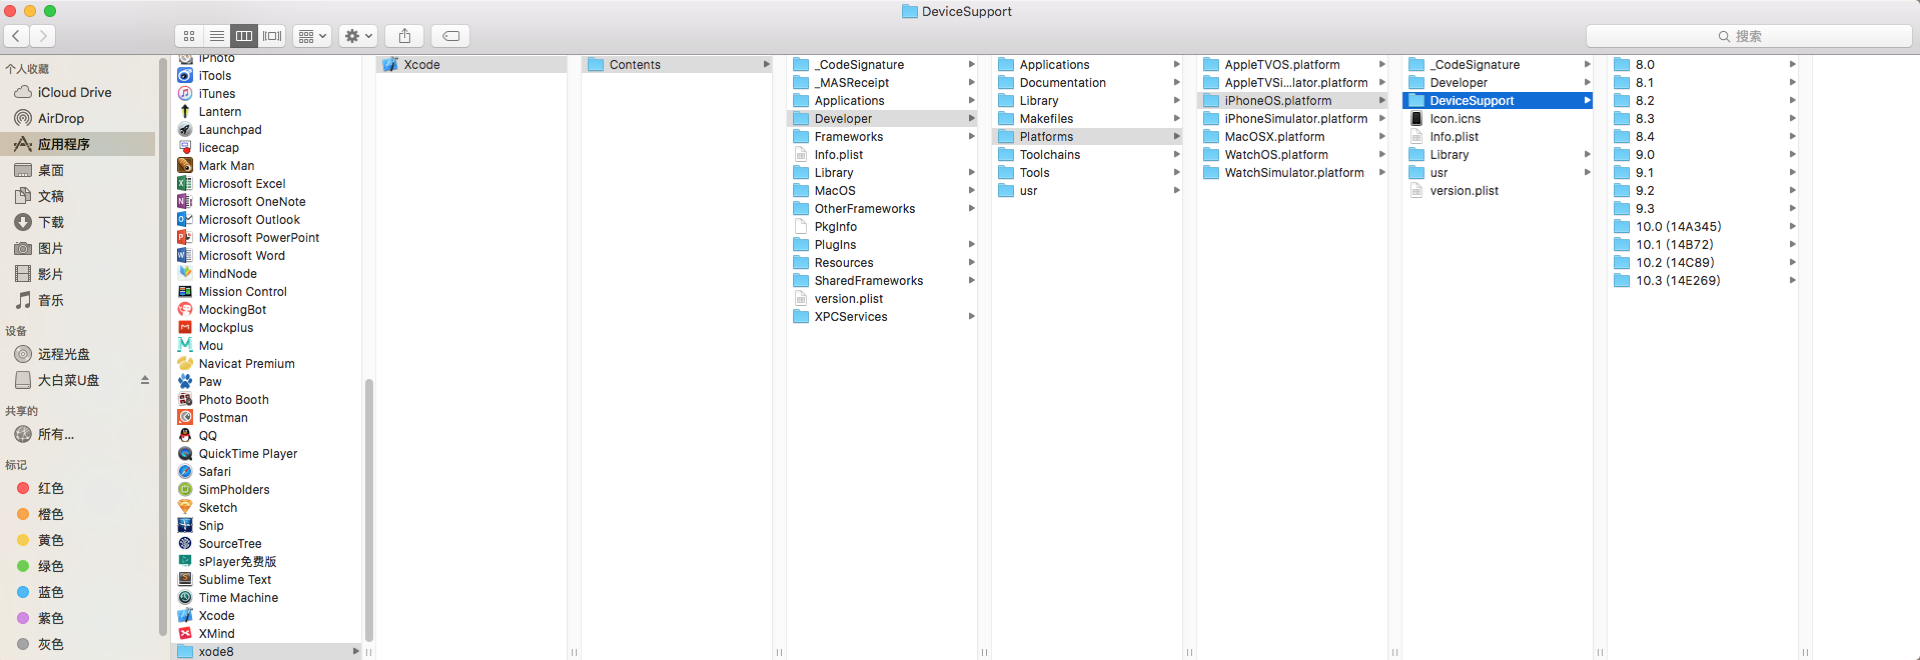 DeviceSupport
搜索
个人收藏
iCloud Drive
AirDrop
应用程序
桌面
文稿
下载
图片
影片
音乐
设备
远程光盘
大白菜U盘
共享的
所有...
标记
红色
橙色
黄色
绿色
蓝色
紫色
灰色
iPhoto
iTools
iTunes
Lantern
Launchpad
licecap
Mark Man
Microsoft Excel
Microsoft OneNote
Microsoft Outlook
Microsoft PowerPoint
Microsoft Word
MindNode
Mission Control
MockingBot
Mockplus
Mou
Navicat Premium
Paw
Photo Booth
Postman
QQ
QuickTime Player
Safari
SimPholders
Sketch
Snip
SourceTree
sPlayer免费版
Sublime Text
Time Machine
Xcode
XMind
xode8
Xcode
Contents
_CodeSignature
_MASReceipt
Applications
Developer
Frameworks
Info.plist
Library
MacOS
OtherFrameworks
PkgInfo
PlugIns
Resources
SharedFrameworks
version.plist
XPCServices
Applications
Documentation
Library
Makefiles
Platforms
Toolchains
Tools
usr
AppleTVOS.platform
AppleTVSi...lator.platform
iPhoneOS.platform
iPhoneSimulator.platform
MacOSX.platform
WatchOS.platform
WatchSimulator.platform
_CodeSignature
Developer
DeviceSupport
Icon.icns
Info.plist
Library
usr
version.plist
8.0
8.1
8.2
8.3
8.4
9.0
9.1
9.2
9.3
10.0 (14A345)
10.1 (14B72)
10.2 (14C89)
10.3 (14E269)